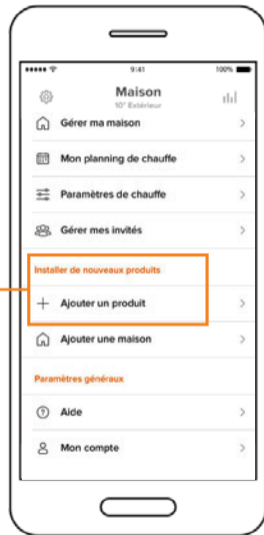 9:41 100%
Maison
10° Extérieur
Gérer ma maison
Mon planning de chauffe
Paramètres de chauffe
Gérer mes invités
Installer de nouveaux produits
Ajouter un produit
Ajouter une maison
Paramètres généraux
Aide
Mon compte